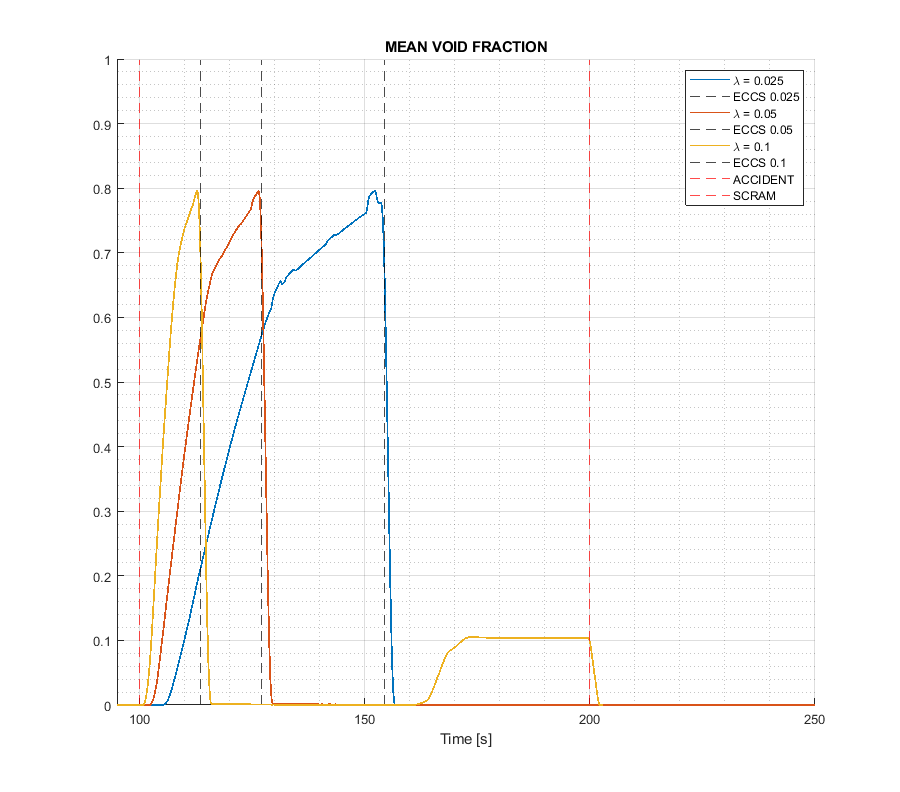 MEAN VOID FRACTION
1
0.9
0.8
0.7
0.6
0.5
0.4
0.3
0.2
0.1
0
100
150
200
250
Time [s]
λ = 0.025
ECCS 0.025
λ = 0.05
ECCS 0.05
λ = 0.1
ECCS 0.1
ACCIDENT
SCRAM